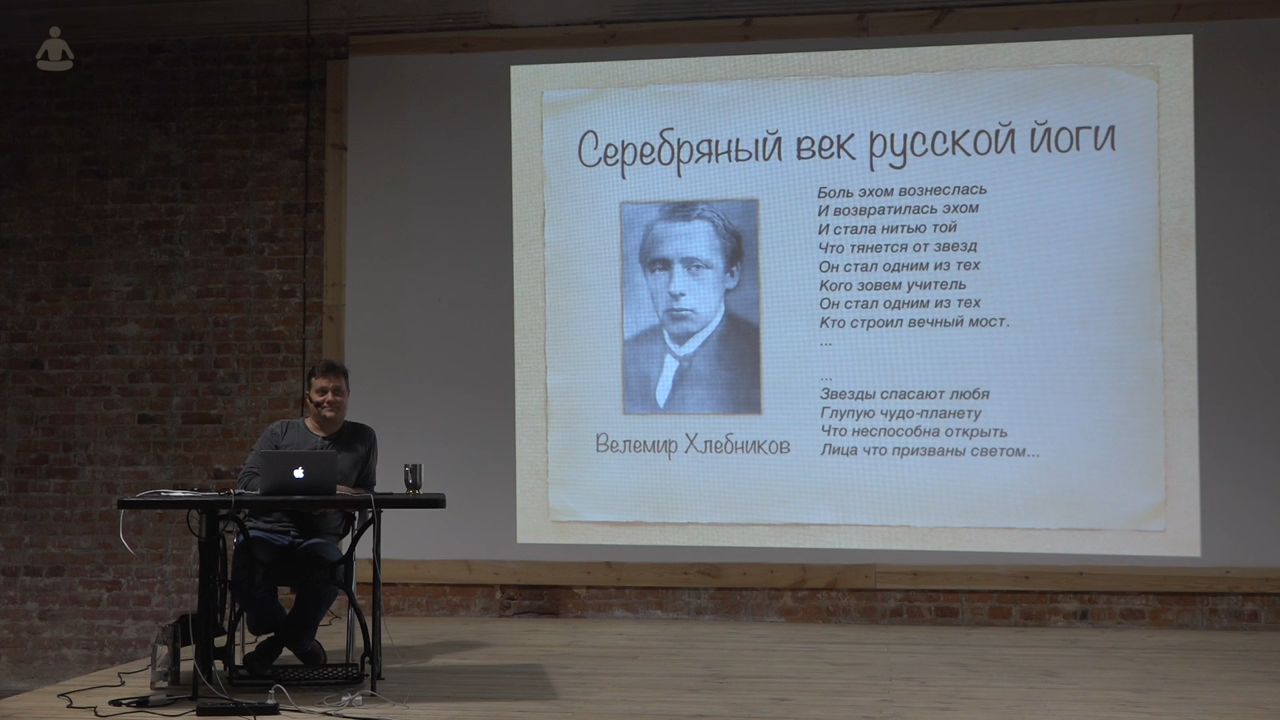 Серебряный век русской йоги
Боль эхом вознеслась
И возвратилась эхом
И стала нитью той
Что тянется от звезд
Он стал одним из тех
Кого зовем учитель
Он стал одним из тех
Кто строил вечный мост.
...
...
Звезды спасают любя
Глупую чудо-планету
Что неспособна открыть
Лица что призваны светом...
Велемир Хлебников